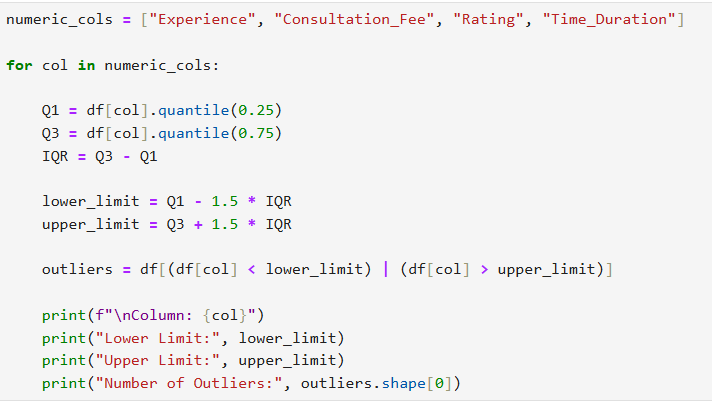 numeric_cols = ["Experience", "Consultation_Fee", "Rating", "Time_Duration"]
for col in numeric_cols:
    Q1 = df[col].quantile(0.25)
    Q3 = df[col].quantile(0.75)
    IQR = Q3 - Q1
    lower_limit = Q1 - 1.5 * IQR
    upper_limit = Q3 + 1.5 * IQR
    outliers = df[(df[col] < lower_limit) | (df[col] > upper_limit)]
    print(f"\nColumn: {col}")
    print("Lower Limit:", lower_limit)
    print("Upper Limit:", upper_limit)
    print("Number of Outliers:", outliers.shape[0])